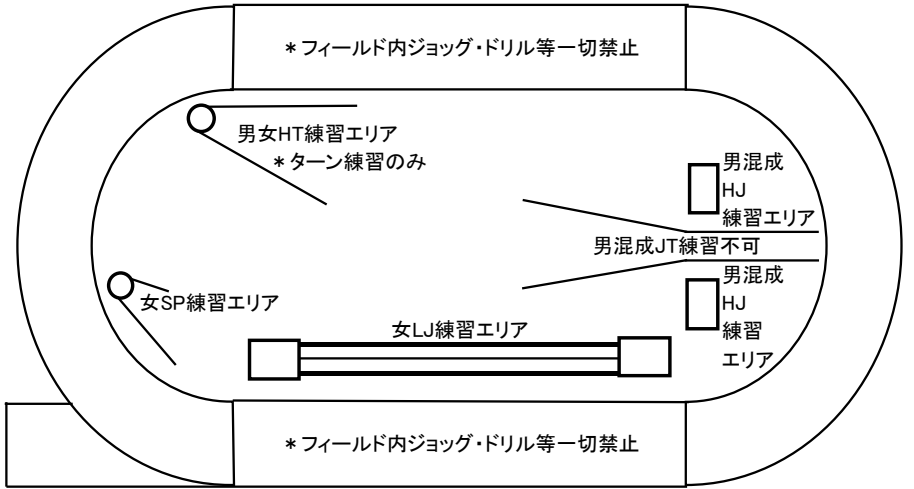 *フィールド内ジョッグ・ドリル等一切禁止
男女HT練習エリア
*ターン練習のみ
男混成
HJ
練習エリア
男混成JT練習不可
男混成
HJ
練習
エリア
女SP練習エリア
女LJ練習エリア
*フィールド内ジョッグ・ドリル等一切禁止